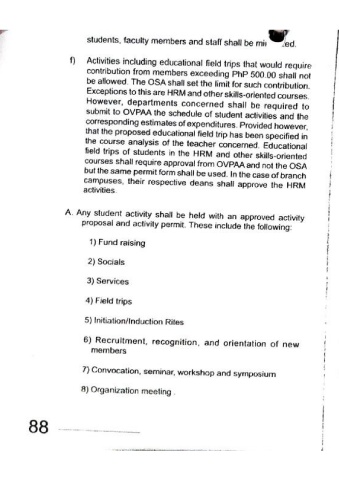 students, faculty members and staff shall be
f) Activities including educational field trips that would require
contribution from members exceeding PhP 500.00 shall not
be allowed. The OSA shall set the limit for such contribution.
Exceptions to this are HRM and other skills-oriented courses.
However, departments concerned shall be required to
submit to OVPAA the schedule of student activities and the
corresponding estimates of expenditures. Provided however,
that the proposed educational field trip has been specified in
the course analysis of the teacher concerned. Educational
field trips of students in the HRM and other skills-oriented
courses shall require approval from OVPAA and not the OSA
but the same permit form shall be used. In the case of branch
campuses, their respective deans shall approve the HRM
activities.
A. Any student activity shall be held with an approved activity
proposal and activity permit. These include the following:
1) Fund raising
2) Socials
3) Services
4) Field trips
5) Initiation/Induction Rites
6) Recruitment, recognition, and orientation of new
members
7) Convocation, seminar, workshop and symposium
8) Organization meeting .
88